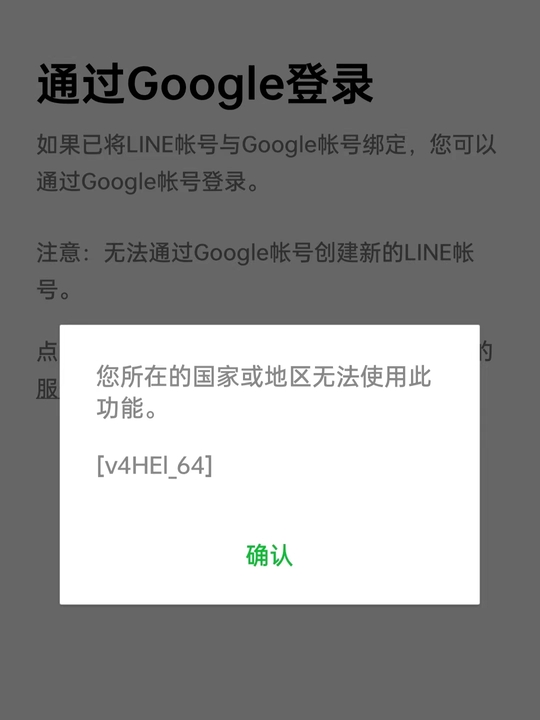 通过Google登录
如果已将LINE帐号与Google帐号绑定，您可以
通过Google帐号登录。
注意：无法通过Google帐号创建新的LINE帐
号。
点
的
服
您所在的国家或地区无法使用此
功能。
[v4HEl_64]
确认